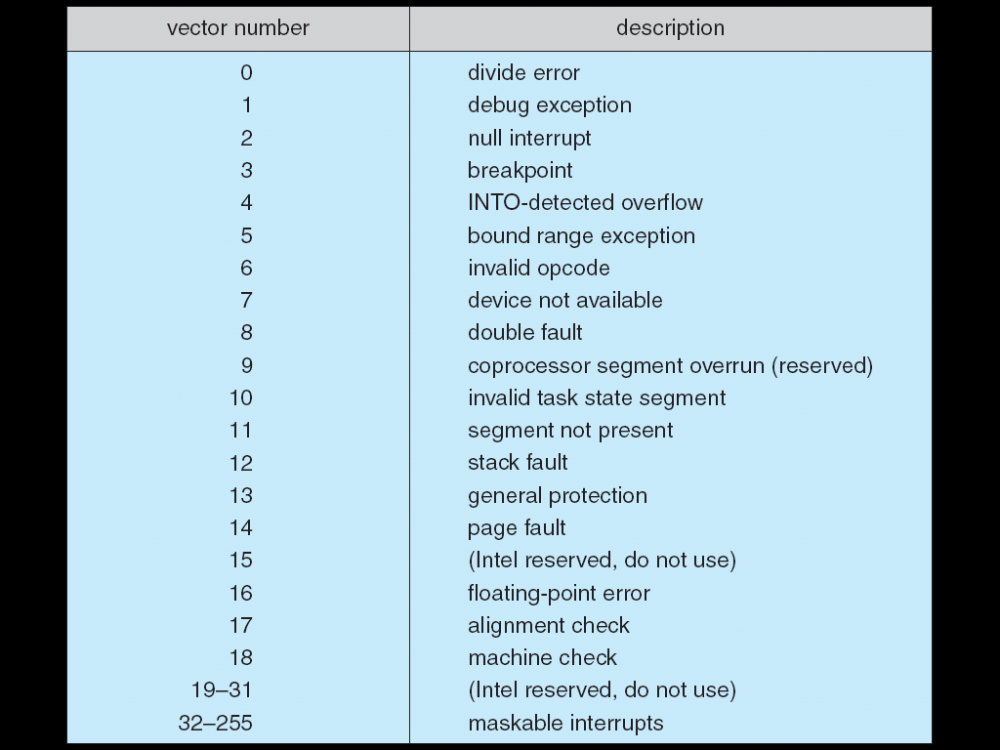 vector number description
0 divide error
1 debug exception
2 null interrupt
3 breakpoint
4 INTO-detected overflow
5 bound range exception
6 invalid opcode
7 device not available
8 double fault
9 coprocessor segment overrun (reserved)
10 invalid task state segment
11 segment not present
12 stack fault
13 general protection
14 page fault
15 (Intel reserved, do not use)
16 floating-point error
17 alignment check
18 machine check
19–31 (Intel reserved, do not use)
32–255 maskable interrupts